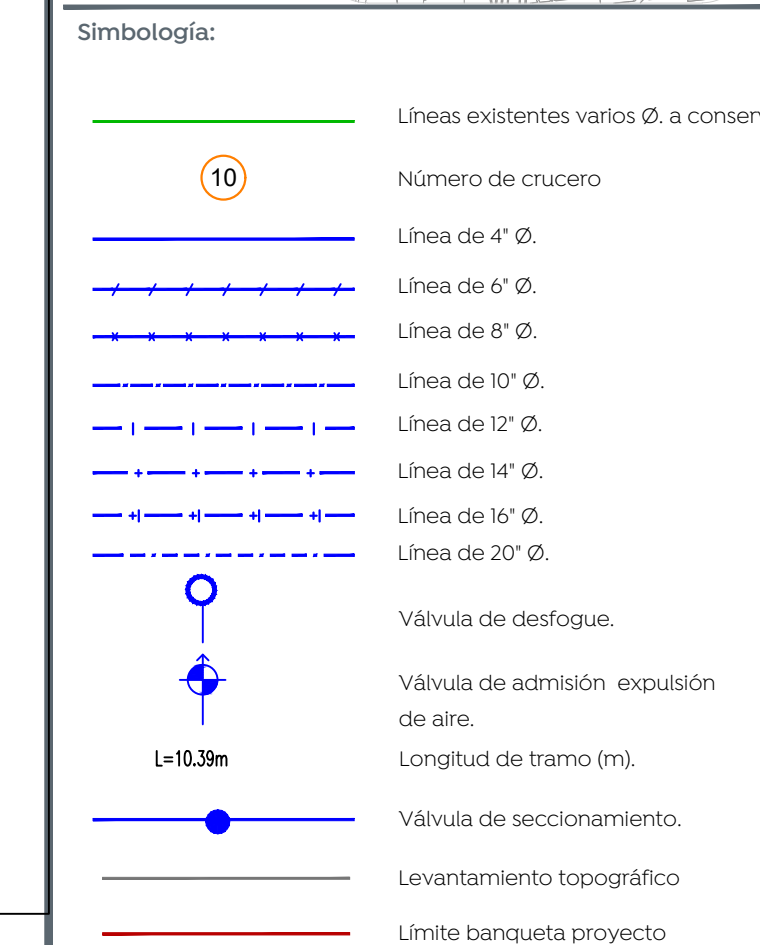 Simbología:
Líneas existentes varios Ø. a
10 Número de crucero
Línea de 4" Ø.
Línea de 6" Ø.
Línea de 8" Ø.
Línea de 10" Ø.
Línea de 12" Ø.
Línea de 14" Ø.
Línea de 16" Ø.
Línea de 20" Ø.
Válvula de desfogue.
Válvula de admisión expulsión
de aire.
L=10.39m Longitud de tramo (m).
Válvula de seccionamiento.
Levantamiento topográfico
Límite banqueta proyecto